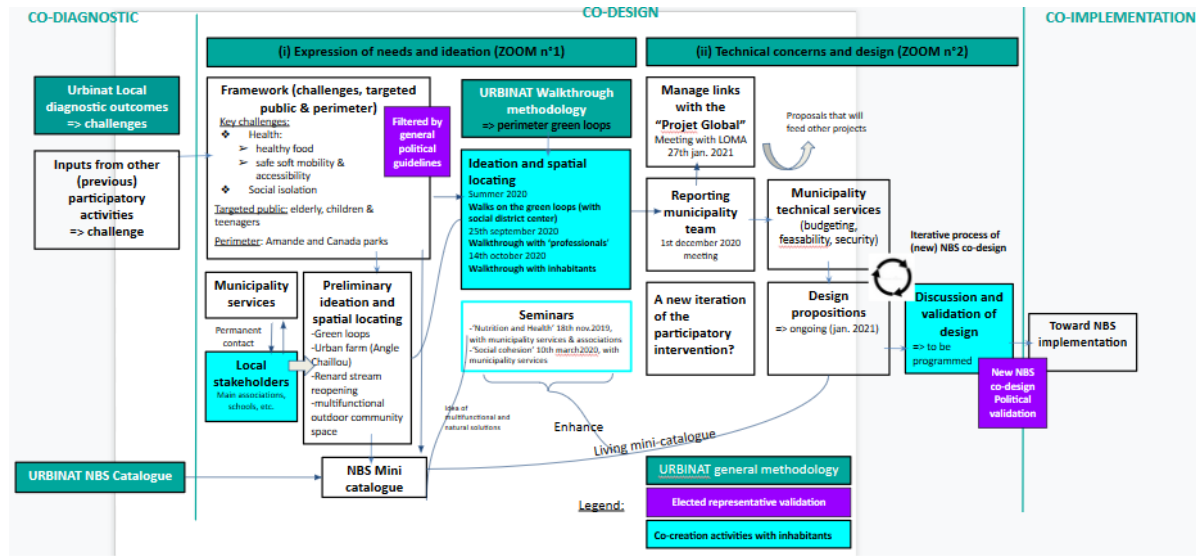 CO-DIAGNOSTIC
CO-DESIGN
CO-IMPLEMENTATION
(i) Expression of needs and ideation (ZOOM n°1)
(ii) Technical concerns and design (ZOOM n°2)
Urbinat Local
diagnostic outcomes
=> challenges
Inputs from other
(previous)
participatory
activities
=> challenge
Framework (challenges, targeted
public & perimeter)
Key challenges:
❖ Health:
➢ healthy food
➢ safe soft mobility &
accessibility
❖ Social isolation
Targeted public: elderly, children &
teenagers
Perimeter: Amande and Canada parks
Filtered by
general
political
guidelines
URBINAT Walkthrough
methodology
=> perimeter green loops
Ideation and spatial
locating
Summer 2020
Walks on the green loops (with
social district center)
25th september 2020
Walkthrough with ‘professionals’
14th october 2020
Walkthrough with inhabitants
Manage links
with the
“Projet Global”
Meeting with LOMA
27th jan. 2021
Proposals that will
feed other projects
Reporting
municipality
team
1st december 2020
meeting
Municipality
technical services
(budgeting,
feasability, security)
Iterative process of
(new) NBS co-design
Municipality
services
Permanent
contact
Local
stakeholders
Main associations,
schools, etc.
Preliminary
ideation and
spatial locating
-Green loops
-Urban farm (Angle
Chaillou)
-Renard stream
reopening
-multifunctional
outdoor community
space
Seminars
-‘Nutrition and Health’ 18th nov.2019,
with municipality services & associations
-‘Social cohesion’ 10th march2020, with
municipality services
A new iteration
of the
participatory
intervention?
Design
propositions
=> ongoing (jan. 2021)
Discussion and
validation of
design
=> to be
programmed
New NBS
co-design
Political
validation
Toward NBS
implementation
Idea of
multifunctional and
natural solutions
Enhance
Living mini-catalogue
URBINAT NBS Catalogue
NBS Mini
catalogue
Legend:
URBINAT general methodology
Elected representative validation
Co-creation activities with inhabitants